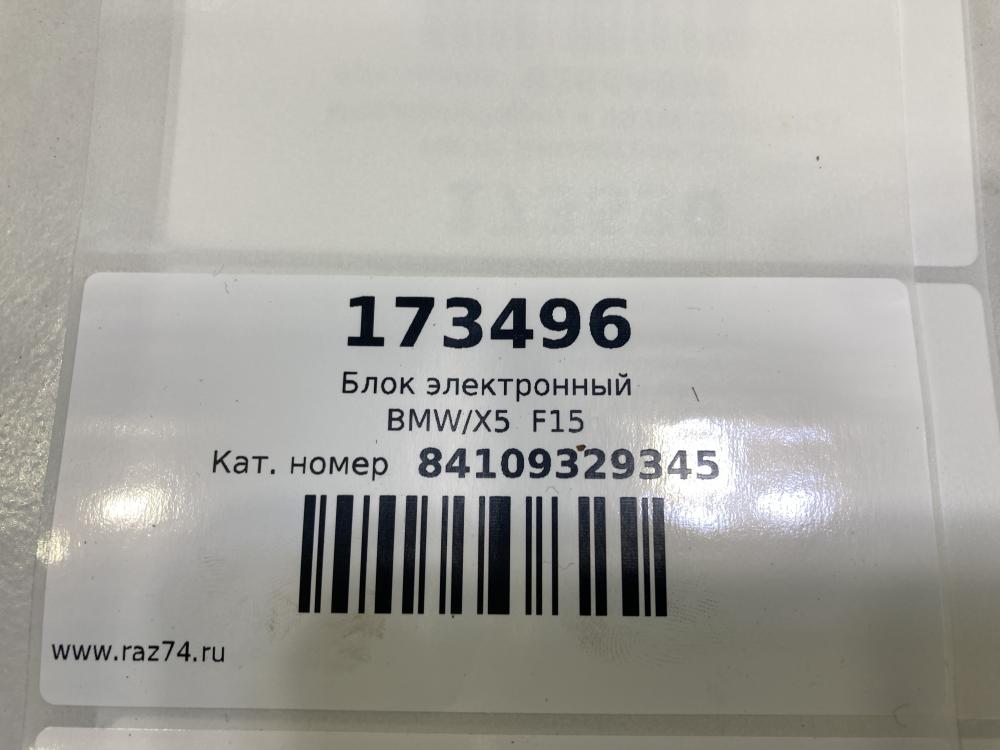 173496
Блок электронный
BMW/X5 F15
Кат. номер 84109329345
www.raz74.ru